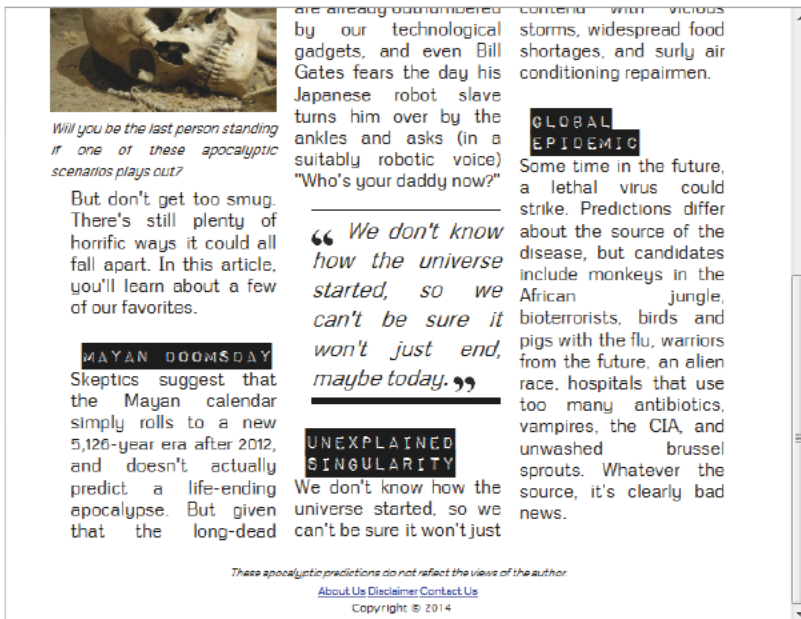 Will you be the last person standing
if one of these apocalyptic
scenarios plays out?
But don't get too smug.
There's still plenty of
horrific ways it could all
fall apart. In this article,
you'll learn about a few
of our favorites.
MAYAN DOOMSDAY
Skeptics suggest that
the Mayan calendar
simply rolls to a new
5,126-year era after 2012,
and doesn't actually
predict a life-ending
apocalypse. But given
that the long-dead
are already outnumbered
by our technological
gadgets, and even Bill
Gates fears the day his
Japanese robot slave
turns him over by the
ankles and asks (in a
suitably robotic voice)
"Who's your daddy now?"
“ We don't know
how the universe
started, so we
can't be sure it
won't just end,
maybe today. ”
UNEXPLAINED
SINGULARITY
We don't know how the
universe started, so we
can't be sure it won't just
contend with vicious
storms, widespread food
shortages, and surly air
conditioning repairmen.
GLOBAL
EPIDEMIC
Some time in the future,
a lethal virus could
strike. Predictions differ
about the source of the
disease, but candidates
include monkeys in the
African jungle,
bioterrorists, birds and
pigs with the flu, warriors
from the future, an alien
race, hospitals that use
too many antibiotics,
vampires, the CIA, and
unwashed brussel
sprouts. Whatever the
source, it's clearly bad
news.
These apocalyptic predictions do not reflect the views of the author.
About Us Disclaimer Contact Us
Copyright © 2014